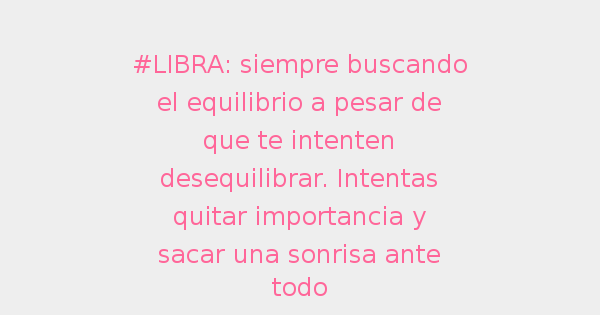 #LIBRA: siempre buscando
el equilibrio a pesar de
que te intenten
desequilibrar. Intentas
quitar importancia y
sacar una sonrisa ante
todo